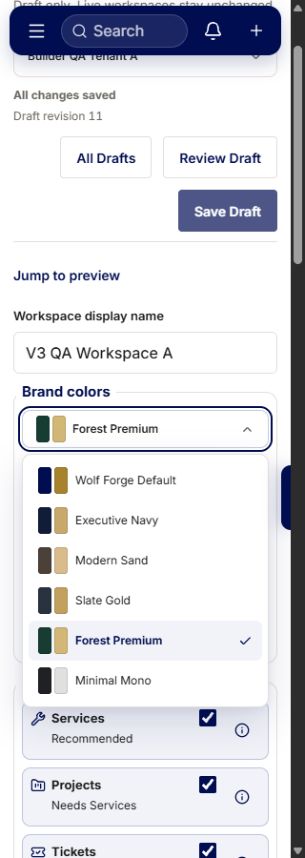 Draft only. Live workspaces stay unchanged.
Search
Builder QA Tenant A
All changes saved
Draft revision 11
All Drafts
Review Draft
Save Draft
Jump to preview
Workspace display name
V3 QA Workspace A
Brand colors
Forest Premium
Wolf Forge Default
Executive Navy
Modern Sand
Slate Gold
Forest Premium
Minimal Mono
Services
Recommended
Projects
Needs Services
Tickets